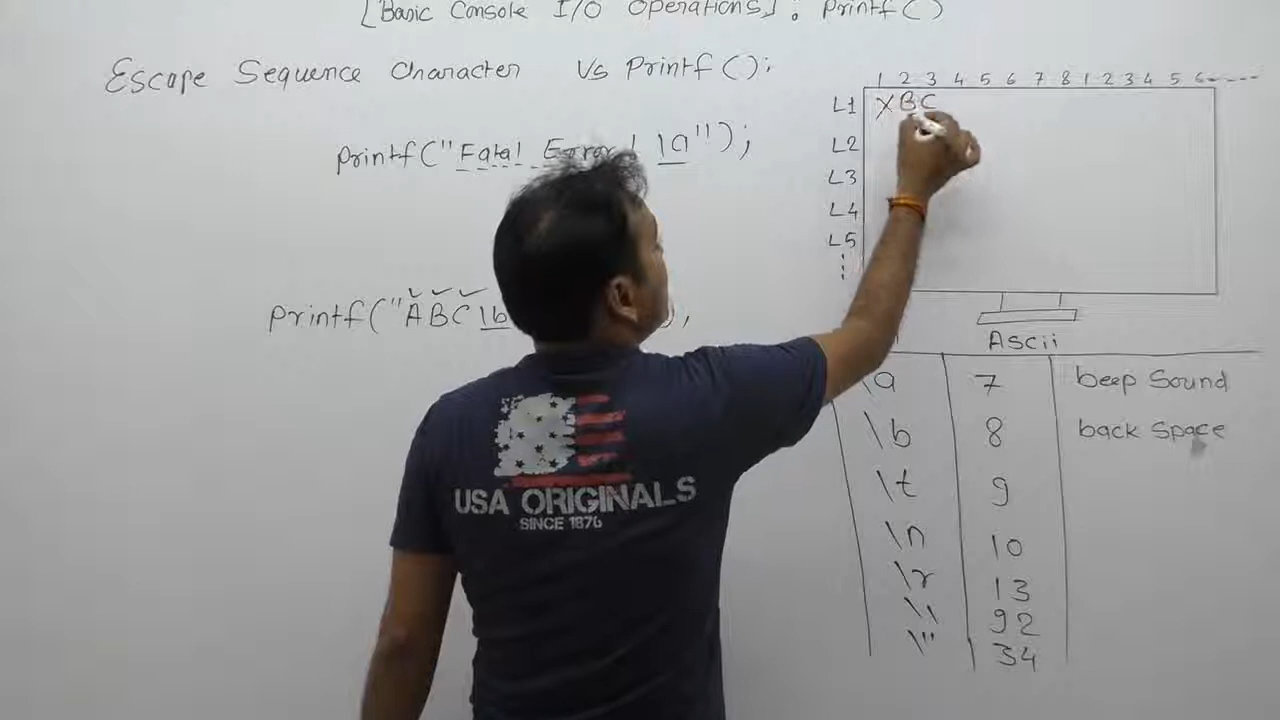 [Basic Console I/O Operations] : Printf()
Escape Sequence Character Vs Printf();
1 2 3 4 5 6 7 8 1 2 3 4 5 6
L1 XBC
printf("Fatal Error! \a");
L2
L3
L4
L5
printf("ABC\b
Ascii
\a 7 beep Sound
\b 8 back Space
\t 9
\n 10
\r 13
\\ 92
\" 34
USA ORIGINALS
SINCE 1876